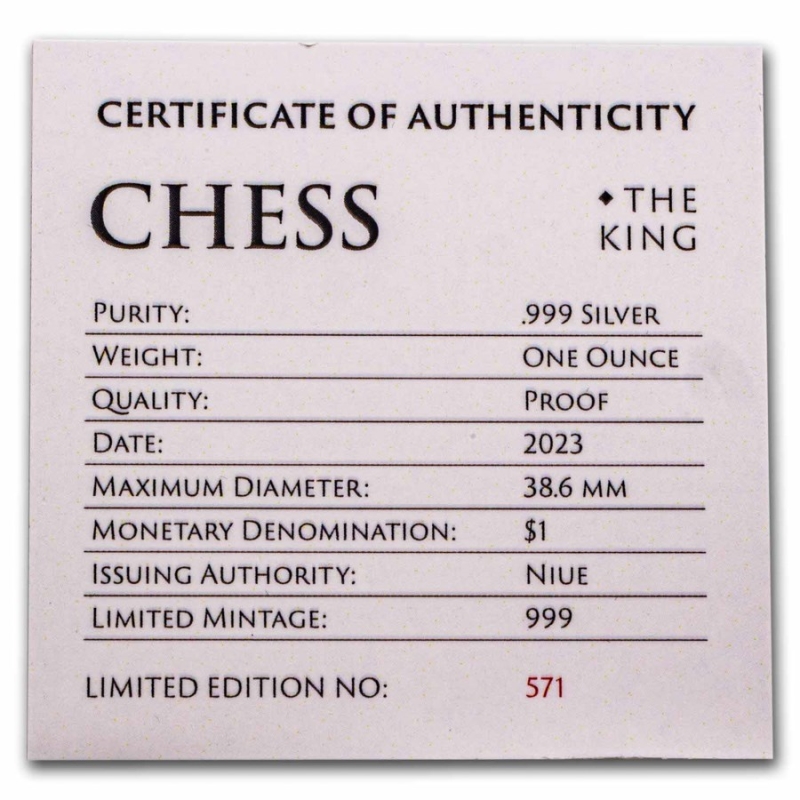 CERTIFICATE OF AUTHENTICITY
CHESS
◆ THE
KING
PURITY: .999 SILVER
WEIGHT: ONE OUNCE
QUALITY: PROOF
DATE: 2023
MAXIMUM DIAMETER: 38.6 MM
MONETARY DENOMINATION: $1
ISSUING AUTHORITY: NIUE
LIMITED MINTAGE: 999
LIMITED EDITION NO: 571